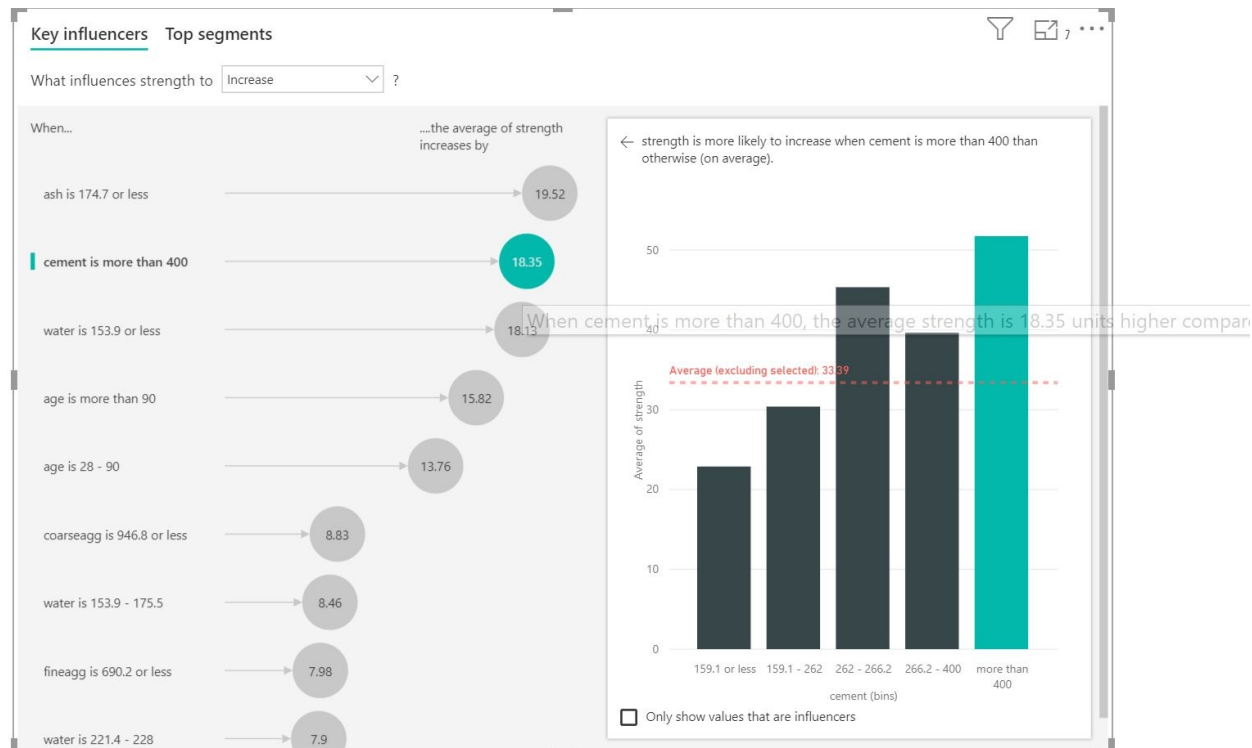 Key influencers Top segments
What influences strength to Increase ?
When...
....the average of strength
increases by
ash is 174.7 or less 19.52
cement is more than 400 18.35
water is 153.9 or less 18.13
age is more than 90 15.82
age is 28 - 90 13.76
coarseagg is 946.8 or less 8.83
water is 153.9 - 175.5 8.46
fineagg is 690.2 or less 7.98
water is 221.4 - 228 7.9
← strength is more likely to increase when cement is more than 400 than
otherwise (on average).
When cement is more than 400, the average strength is 18.35 units higher compare
Average (excluding selected): 33.39
Average of strength
50
40
30
20
10
0
159.1 or less 159.1 - 262 262 - 266.2 266.2 - 400 more than
400
cement (bins)
Only show values that are influencers